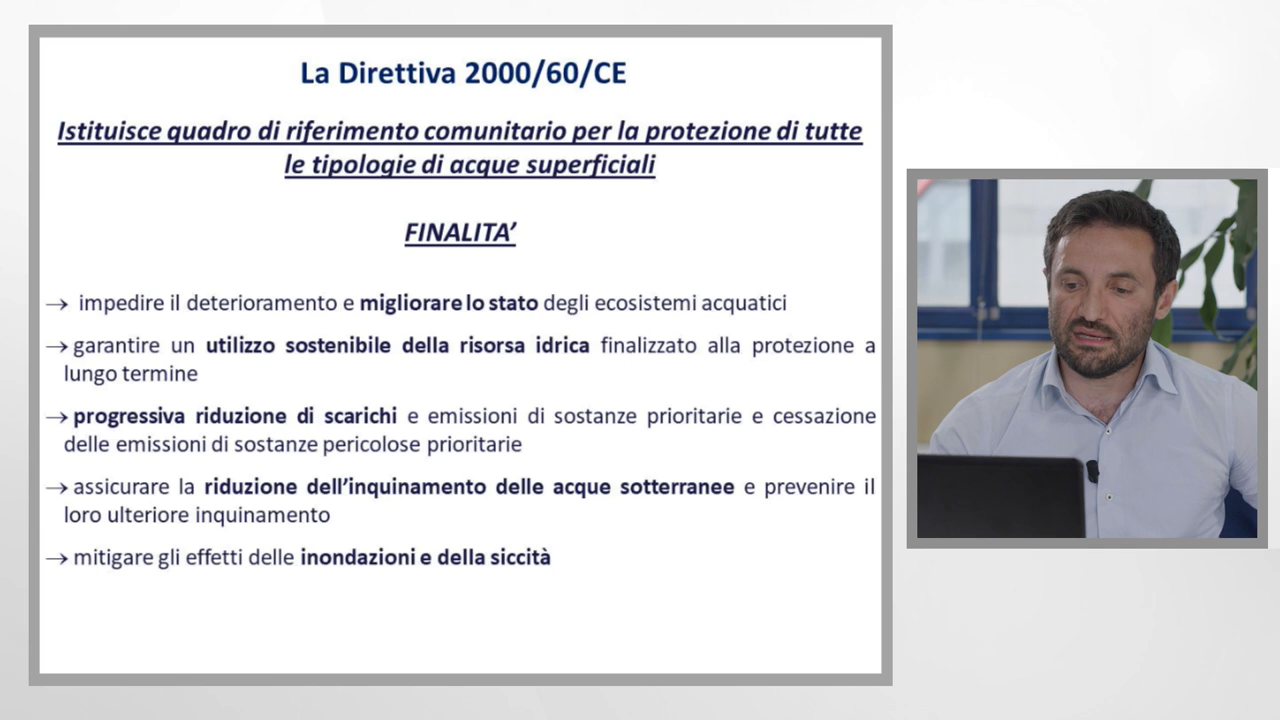 La Direttiva 2000/60/CE
Istituisce quadro di riferimento comunitario per la protezione di tutte
le tipologie di acque superficiali
FINALITA’
→ impedire il deterioramento e migliorare lo stato degli ecosistemi acquatici
→ garantire un utilizzo sostenibile della risorsa idrica finalizzato alla protezione a
lungo termine
→ progressiva riduzione di scarichi e emissioni di sostanze prioritarie e cessazione
delle emissioni di sostanze pericolose prioritarie
→ assicurare la riduzione dell’inquinamento delle acque sotterranee e prevenire il
loro ulteriore inquinamento
→ mitigare gli effetti delle inondazioni e della siccità